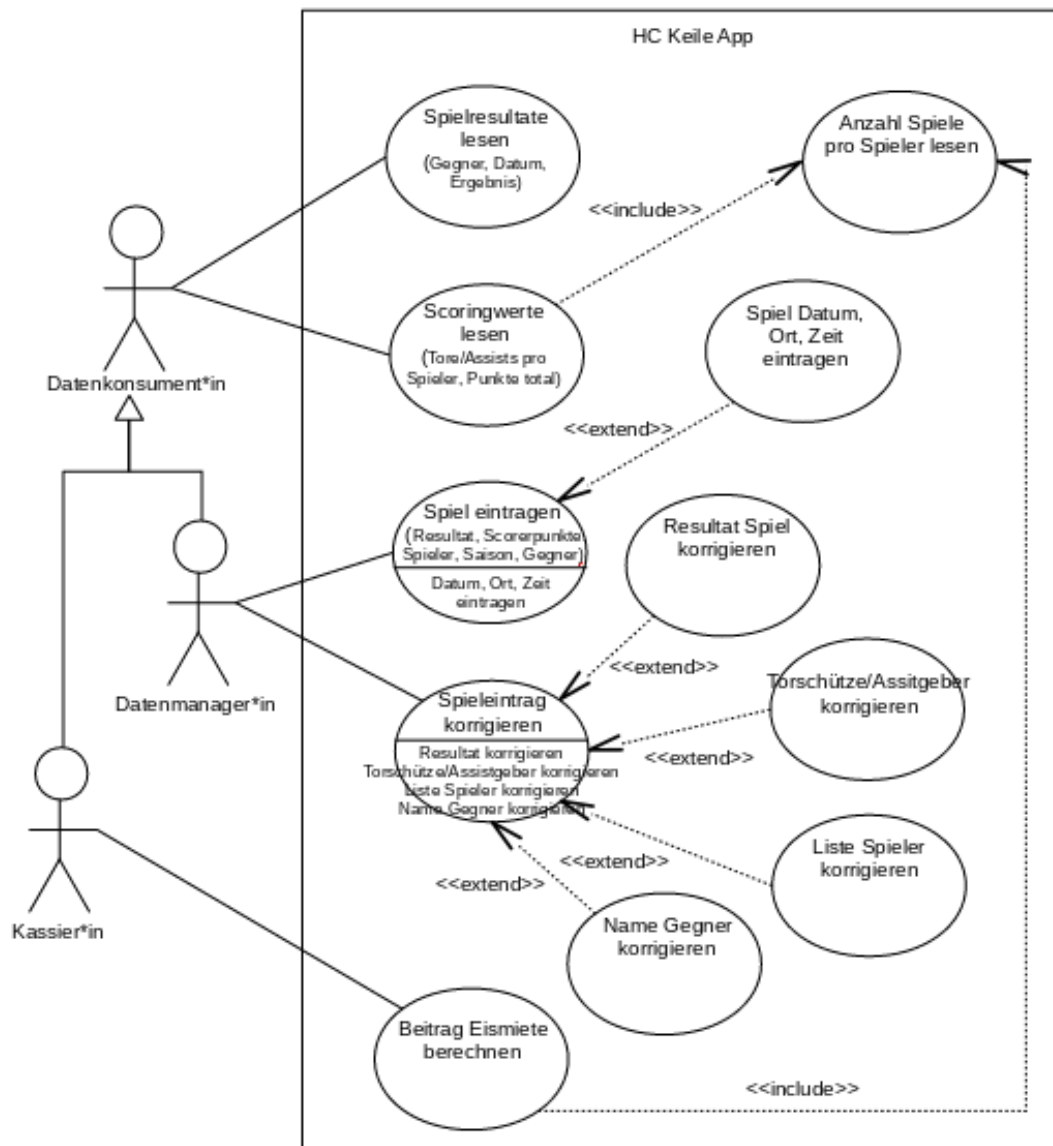 HC Keile App
Spielresultate
lesen
(Gegner, Datum,
Ergebnis)
Anzahl Spiele
pro Spieler lesen
<<include>>
Datenkonsument*in
Scoringwerte
lesen
(Tore/Assists pro
Spieler, Punkte total)
Spiel Datum,
Ort, Zeit
eintragen
<<extend>>
Spiel eintragen
(Resultat, Scorerpunkte
Spieler, Saison, Gegner)
Datum, Ort, Zeit
eintragen
Resultat Spiel
korrigieren
<<extend>>
Datenmanager*in
Spieleintrag
korrigieren
Resultat korrigieren
Torschütze/Assistgeber korrigieren
Liste Spieler korrigieren
Name Gegner korrigieren
Torschütze/Assitgeber
korrigieren
<<extend>>
Liste Spieler
korrigieren
<<extend>>
<<extend>>
Name Gegner
korrigieren
Kassier*in
Beitrag Eismiete
berechnen
<<include>>